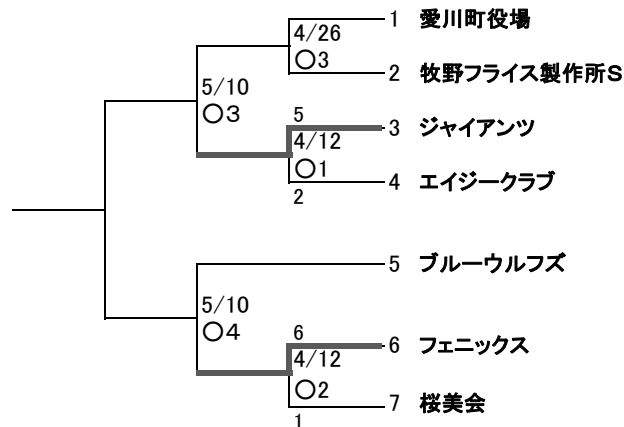 1 愛川町役場
4/26
○3
2 牧野フライス製作所S
5/10
○3
5
3 ジャイアンツ
4/12
○1
4 エイジークラブ
2
5 ブルーウルフズ
5/10
○4
6
6 フェニックス
4/12
○2
7 桜美会
1